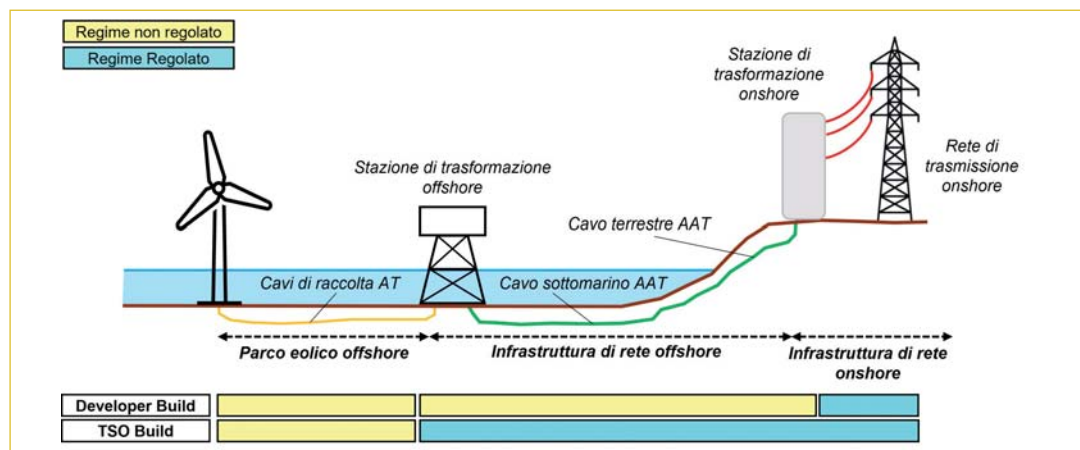 Regime non regolato
Regime Regolato
Stazione di
trasformazione
onshore
Rete di
trasmissione
onshore
Stazione di trasformazione
offshore
Cavo terrestre AAT
Cavi di raccolta AT
Cavo sottomarino AAT
Parco eolico offshore
Infrastruttura di rete offshore
Infrastruttura di rete
onshore
Developer Build
TSO Build